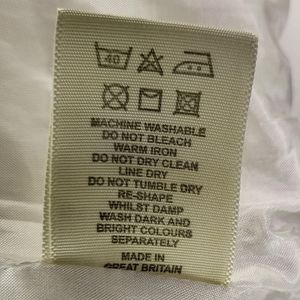 40
MACHINE WASHABLE
DO NOT BLEACH
WARM IRON
DO NOT DRY CLEAN
LINE DRY
DO NOT TUMBLE DRY
RE-SHAPE
WHILST DAMP
WASH DARK AND
BRIGHT COLOURS
SEPARATELY
MADE IN
GREAT BRITAIN